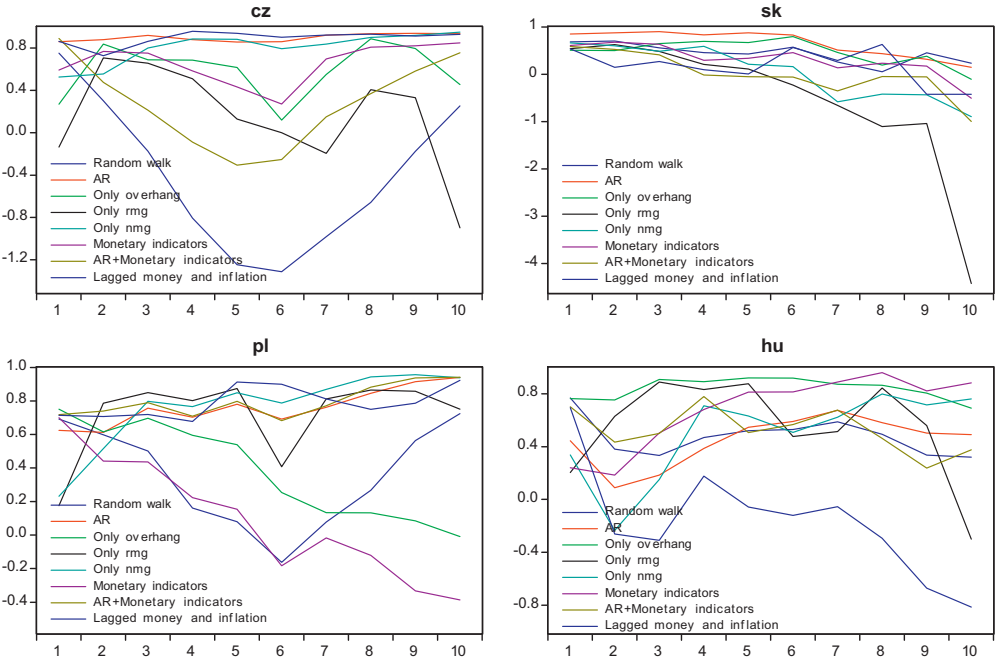 cz
0.8
0.4
0.0
-0.4
-0.8
-1.2
Random walk
AR
Only overhang
Only rmg
Only nmg
Monetary indicators
AR+Monetary indicators
Lagged money and inflation
1 2 3 4 5 6 7 8 9 10
sk
1
0
-1
-2
-3
-4
Random walk
AR
Only overhang
Only rmg
Only nmg
Monetary indicators
AR+Monetary indicators
Lagged money and inflation
1 2 3 4 5 6 7 8 9 10
pl
1.0
0.8
0.6
0.4
0.2
0.0
-0.2
-0.4
Random walk
AR
Only overhang
Only rmg
Only nmg
Monetary indicators
AR+Monetary indicators
Lagged money and inflation
1 2 3 4 5 6 7 8 9 10
hu
0.8
0.4
0.0
-0.4
-0.8
Random walk
AR
Only overhang
Only rmg
Only nmg
Monetary indicators
AR+Monetary indicators
Lagged money and inflation
1 2 3 4 5 6 7 8 9 10